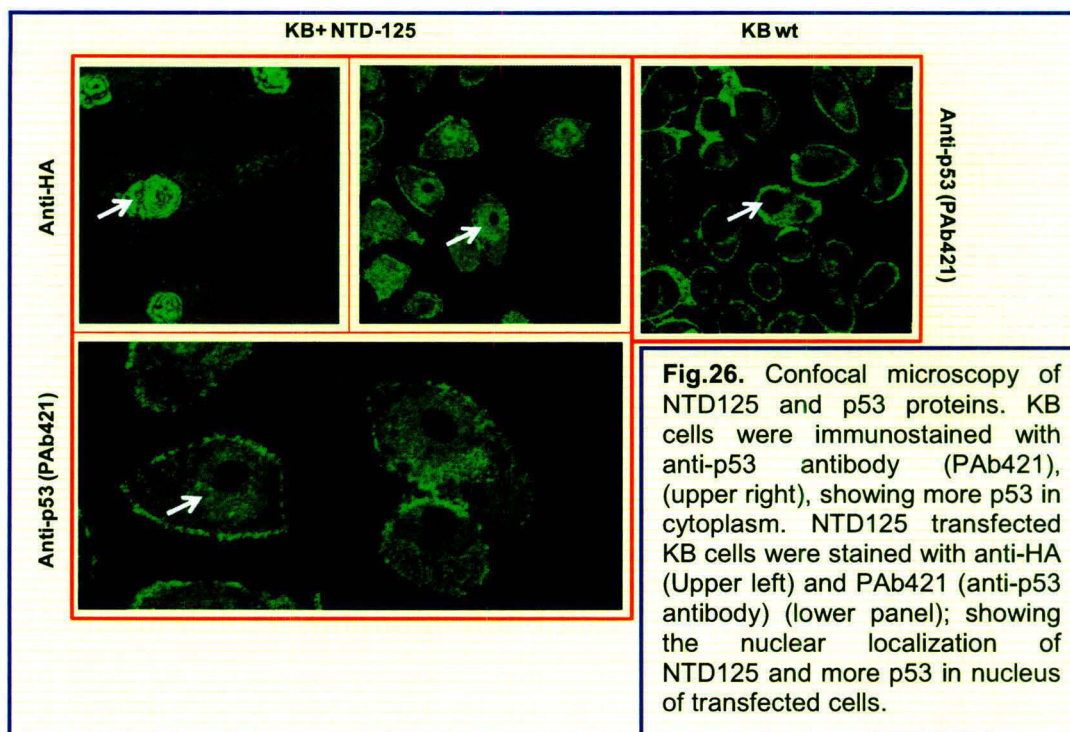 KB+ NTD-125
KB wt
Anti-HA
Anti-p53 (PAb421)
Anti-p53 (PAb421)
Fig.26. Confocal microscopy of
NTD125 and p53 proteins. KB
cells were immunostained with
anti-p53 antibody (PAb421),
(upper right), showing more p53 in
cytoplasm. NTD125 transfected
KB cells were stained with anti-HA
(Upper left) and PAb421 (anti-p53
antibody) (lower panel); showing
the nuclear localization of
NTD125 and more p53 in nucleus
of transfected cells.